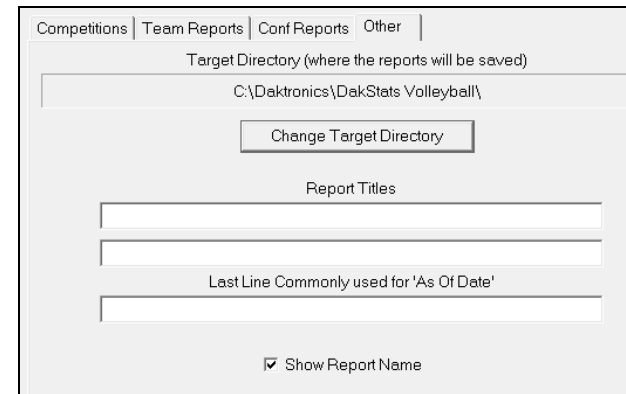 Competitions Team Reports Conf Reports Other
Target Directory (where the reports will be saved)
C:\Daktronics\DakStats Volleyball\
Change Target Directory
Report Titles
Last Line Commonly used for 'As Of Date'
Show Report Name